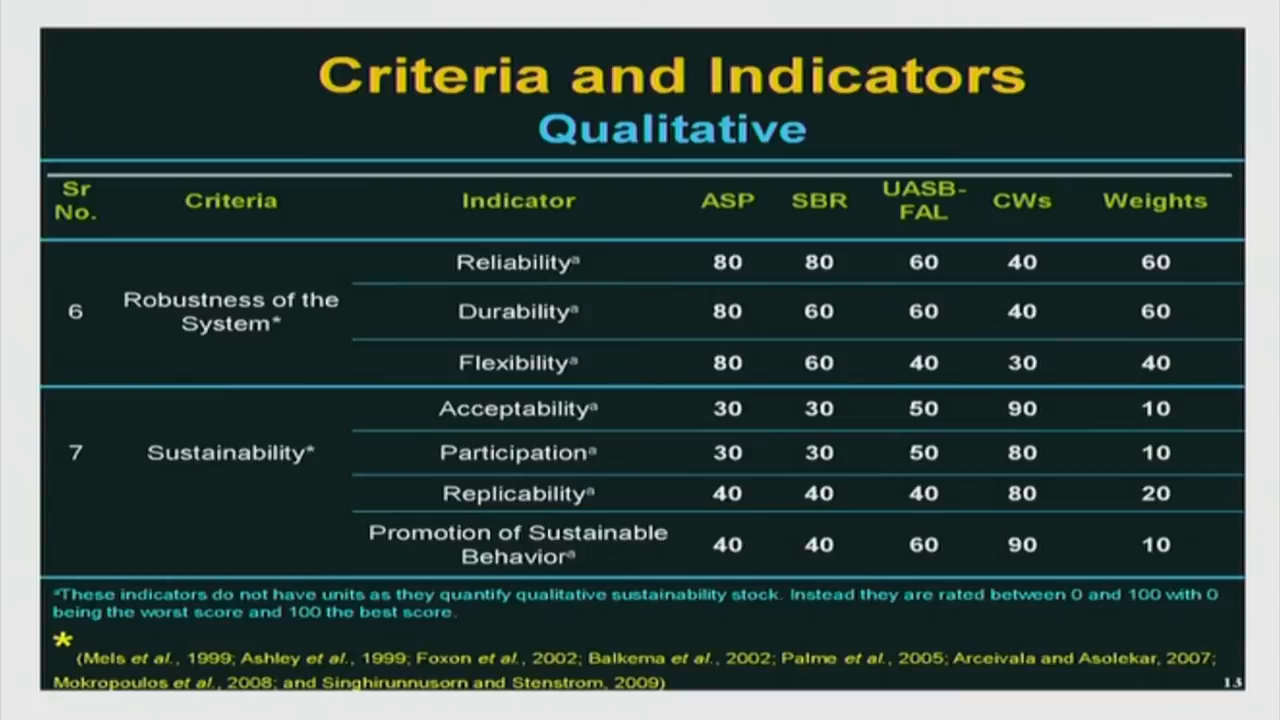 Criteria and Indicators
Qualitative
Sr No. Criteria Indicator ASP SBR UASB-FAL CWs Weights
6 Robustness of the System* Reliabilityᵃ 80 80 60 40 60
Durabilityᵃ 80 60 60 40 60
Flexibilityᵃ 80 60 40 30 40
7 Sustainability* Acceptabilityᵃ 30 30 50 90 10
Participationᵃ 30 30 50 80 10
Replicabilityᵃ 40 40 40 80 20
Promotion of Sustainable Behaviorᵃ 40 40 60 90 10
ᵃThese indicators do not have units as they quantify qualitative sustainability stock. Instead they are rated between 0 and 100 with 0
being the worst score and 100 the best score.
* (Mels et al., 1999; Ashley et al., 1999; Foxon et al., 2002; Balkema et al., 2002; Palme et al., 2005; Arceivala and Asolekar, 2007;
Mokropoulos et al., 2008; and Singhirunnusorn and Stenstrom, 2009)
13